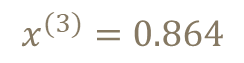 x⁽³⁾ = 0.864